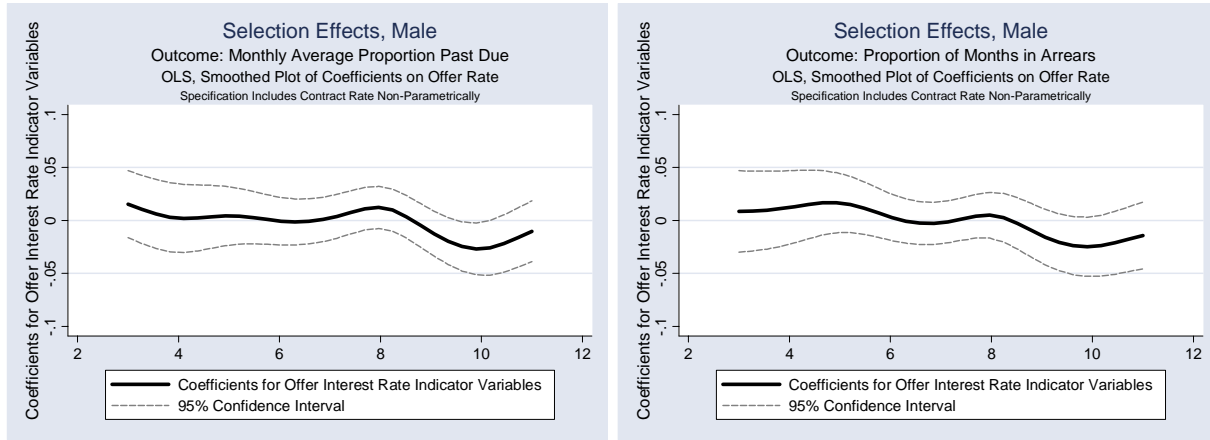 Selection Effects, Male
Outcome: Monthly Average Proportion Past Due
OLS, Smoothed Plot of Coefficients on Offer Rate
Specification Includes Contract Rate Non-Parametrically
Coefficients for Offer Interest Rate Indicator Variables
.1
.05
0
-.05
-.1
2 4 6 8 10 12
Coefficients for Offer Interest Rate Indicator Variables
95% Confidence Interval
Selection Effects, Male
Outcome: Proportion of Months in Arrears
OLS, Smoothed Plot of Coefficients on Offer Rate
Specification Includes Contract Rate Non-Parametrically
Coefficients for Offer Interest Rate Indicator Variables
.1
.05
0
-.05
-.1
2 4 6 8 10 12
Coefficients for Offer Interest Rate Indicator Variables
95% Confidence Interval